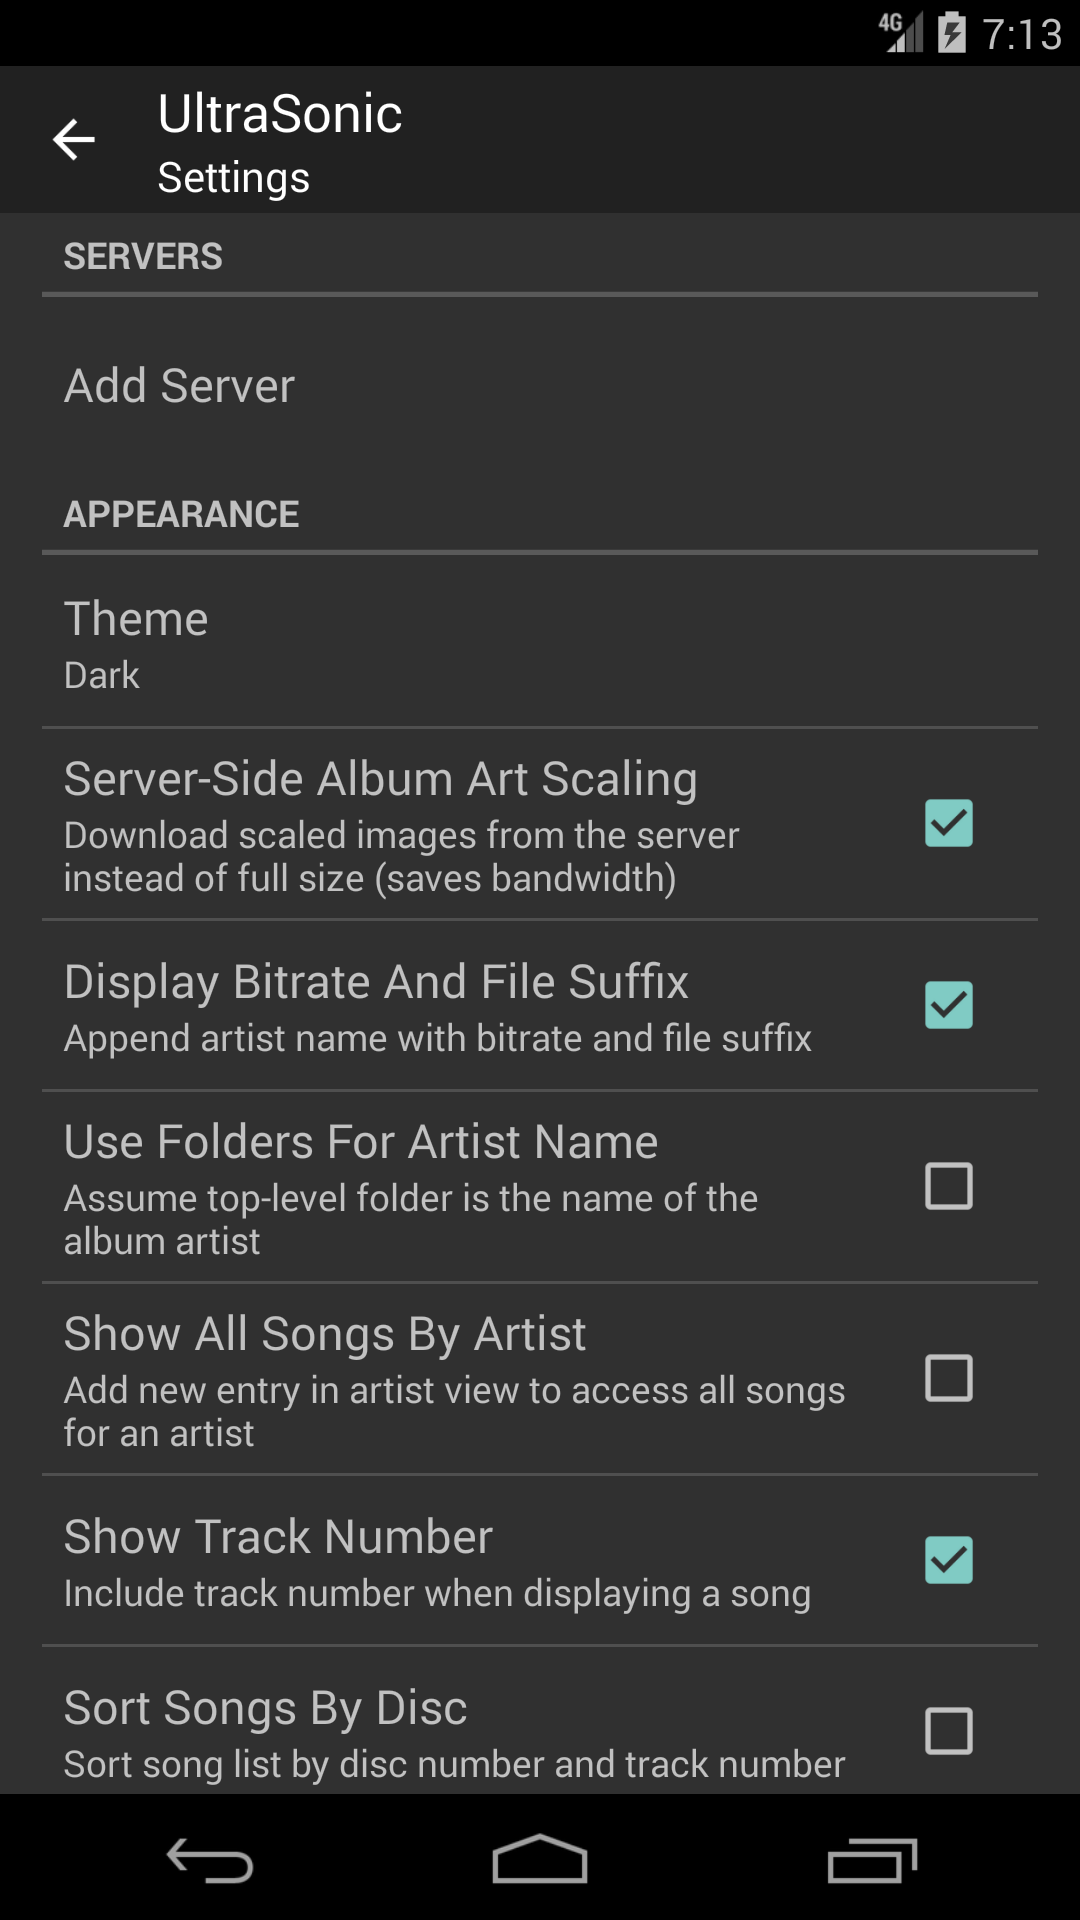 4G 7:13
UltraSonic
Settings
SERVERS
Add Server
APPEARANCE
Theme
Dark
Server-Side Album Art Scaling
Download scaled images from the server
instead of full size (saves bandwidth)
Display Bitrate And File Suffix
Append artist name with bitrate and file suffix
Use Folders For Artist Name
Assume top-level folder is the name of the
album artist
Show All Songs By Artist
Add new entry in artist view to access all songs
for an artist
Show Track Number
Include track number when displaying a song
Sort Songs By Disc
Sort song list by disc number and track number